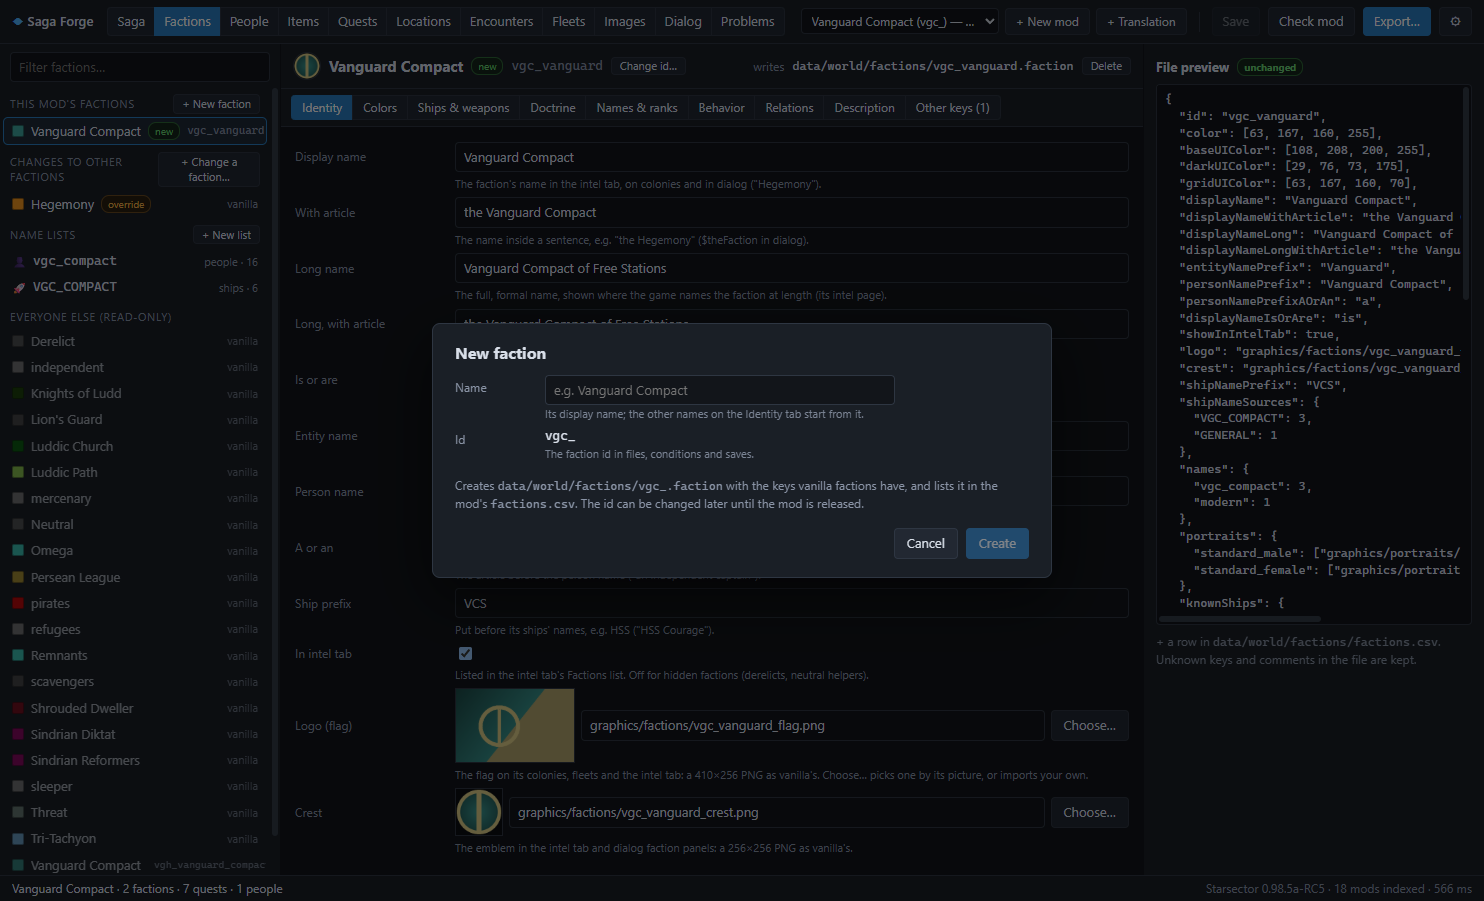 Saga Forge
Saga
Factions
People
Items
Quests
Locations
Encounters
Fleets
Images
Dialog
Problems
Vanguard Compact (vgc_) — ...
+ New mod
+ Translation
Save
Check mod
Export...
Filter factions...
THIS MOD'S FACTIONS
+ New faction
Vanguard Compact new vgc_vanguard
CHANGES TO OTHER FACTIONS
+ Change a faction...
Hegemony override vanilla
NAME LISTS
+ New list
vgc_compact people · 16
VGC_COMPACT ships · 6
EVERYONE ELSE (READ-ONLY)
Derelict vanilla
independent vanilla
Knights of Ludd vanilla
Lion's Guard vanilla
Luddic Church vanilla
Luddic Path vanilla
mercenary vanilla
Neutral vanilla
Omega vanilla
Persean League vanilla
pirates vanilla
refugees vanilla
Remnants vanilla
scavengers vanilla
Shrouded Dweller vanilla
Sindrian Diktat vanilla
Sindrian Reformers vanilla
sleeper vanilla
Threat vanilla
Tri-Tachyon vanilla
Vanguard Compact vgh_vanguard_compac
Vanguard Compact new vgc_vanguard Change id...
writes data/world/factions/vgc_vanguard.faction Delete
Identity
Colors
Ships & weapons
Doctrine
Names & ranks
Behavior
Relations
Description
Other keys (1)
Display name
Vanguard Compact
The faction's name in the intel tab, on colonies and in dialog ("Hegemony").
With article
the Vanguard Compact
The name inside a sentence, e.g. "the Hegemony" ($theFaction in dialog).
Long name
Vanguard Compact of Free Stations
The full, formal name, shown where the game names the faction at length (its intel page).
Long, with article
Is or are
Entity name
Person name
A or an
Ship prefix
VCS
Put before its ships' names, e.g. HSS ("HSS Courage").
In intel tab
Listed in the intel tab's Factions list. Off for hidden factions (derelicts, neutral helpers).
Logo (flag)
graphics/factions/vgc_vanguard_flag.png
Choose...
The flag on its colonies, fleets and the intel tab: a 410×256 PNG as vanilla's. Choose... picks one by its picture, or imports your own.
Crest
graphics/factions/vgc_vanguard_crest.png
Choose...
The emblem in the intel tab and dialog faction panels: a 256×256 PNG as vanilla's.
New faction
Name
e.g. Vanguard Compact
Its display name; the other names on the Identity tab start from it.
Id
vgc_
The faction id in files, conditions and saves.
Creates data/world/factions/vgc_.faction with the keys vanilla factions have, and lists it in the
mod's factions.csv. The id can be changed later until the mod is released.
Cancel
Create
File preview unchanged
{
"id": "vgc_vanguard",
"color": [63, 167, 160, 255],
"baseUIColor": [108, 208, 200, 255],
"darkUIColor": [29, 76, 73, 175],
"gridUIColor": [63, 167, 160, 70],
"displayName": "Vanguard Compact",
"displayNameWithArticle": "the Vanguard
"displayNameLong": "Vanguard Compact of
"displayNameLongWithArticle": "the Vangu
"entityNamePrefix": "Vanguard",
"personNamePrefix": "Vanguard Compact",
"personNamePrefixAOrAn": "a",
"displayNameIsOrAre": "is",
"showInIntelTab": true,
"logo": "graphics/factions/vgc_vanguard_
"crest": "graphics/factions/vgc_vanguard
"shipNamePrefix": "VCS",
"shipNameSources": {
"VGC_COMPACT": 3,
"GENERAL": 1
},
"names": {
"vgc_compact": 3,
"modern": 1
},
"portraits": {
"standard_male": ["graphics/portraits/
"standard_female": ["graphics/portrait
},
"knownShips": {
+ a row in data/world/factions/factions.csv.
Unknown keys and comments in the file are kept.
Vanguard Compact · 2 factions · 7 quests · 1 people
Starsector 0.98.5a-RC5 · 18 mods indexed · 566 ms